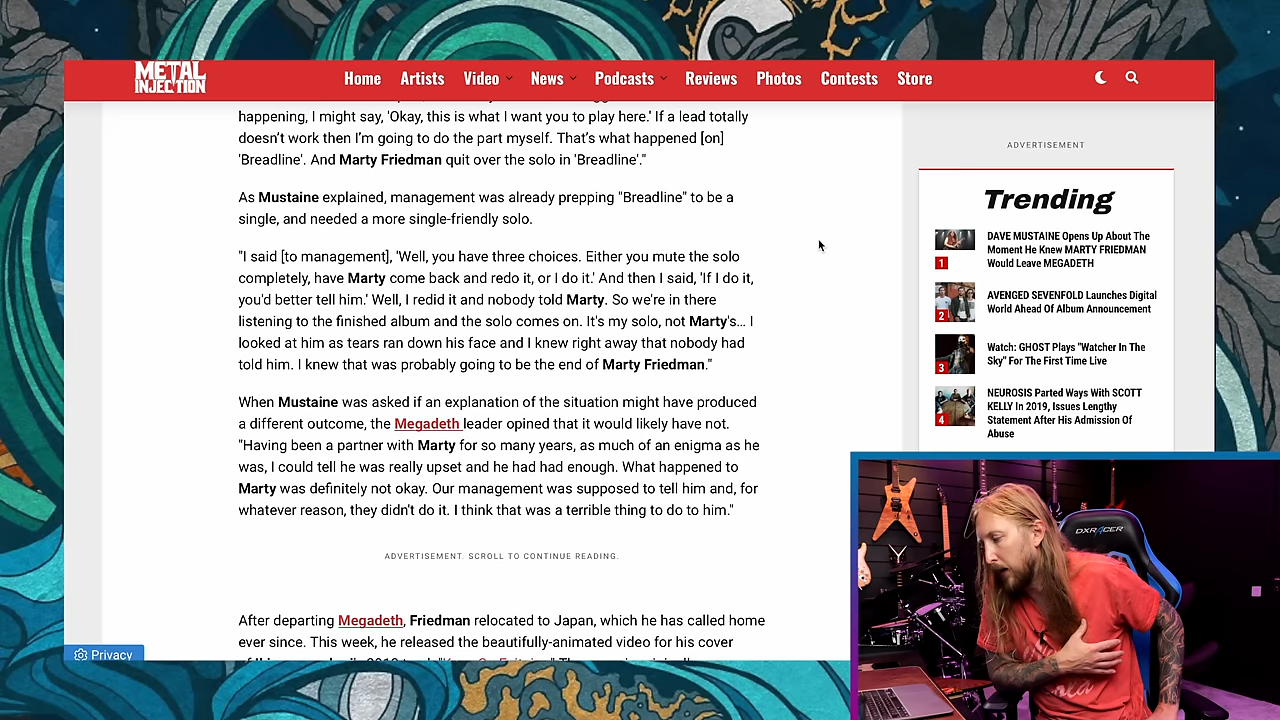 METAL
INJECTION
Home Artists Video News Podcasts Reviews Photos Contests Store
happening, I might say, 'Okay, this is what I want you to play here.' If a lead totally
doesn't work then I'm going to do the part myself. That's what happened [on]
'Breadline'. And Marty Friedman quit over the solo in 'Breadline'."
As Mustaine explained, management was already prepping "Breadline" to be a
single, and needed a more single-friendly solo.
"I said [to management], 'Well, you have three choices. Either you mute the solo
completely, have Marty come back and redo it, or I do it.' And then I said, 'If I do it,
you'd better tell him.' Well, I redid it and nobody told Marty. So we're in there
listening to the finished album and the solo comes on. It's my solo, not Marty's… I
looked at him as tears ran down his face and I knew right away that nobody had
told him. I knew that was probably going to be the end of Marty Friedman."
When Mustaine was asked if an explanation of the situation might have produced
a different outcome, the Megadeth leader opined that it would likely have not.
"Having been a partner with Marty for so many years, as much of an enigma as he
was, I could tell he was really upset and he had had enough. What happened to
Marty was definitely not okay. Our management was supposed to tell him and, for
whatever reason, they didn't do it. I think that was a terrible thing to do to him."
ADVERTISEMENT. SCROLL TO CONTINUE READING.
After departing Megadeth, Friedman relocated to Japan, which he has called home
ever since. This week, he released the beautifully-animated video for his cover
Privacy
ADVERTISEMENT
Trending
DAVE MUSTAINE Opens Up About The
Moment He Knew MARTY FRIEDMAN
Would Leave MEGADETH
1
AVENGED SEVENFOLD Launches Digital
World Ahead Of Album Announcement
2
Watch: GHOST Plays "Watcher In The
Sky" For The First Time Live
3
NEUROSIS Parted Ways With SCOTT
KELLY In 2019, Issues Lengthy
Statement After His Admission Of
Abuse
4
DXRACER